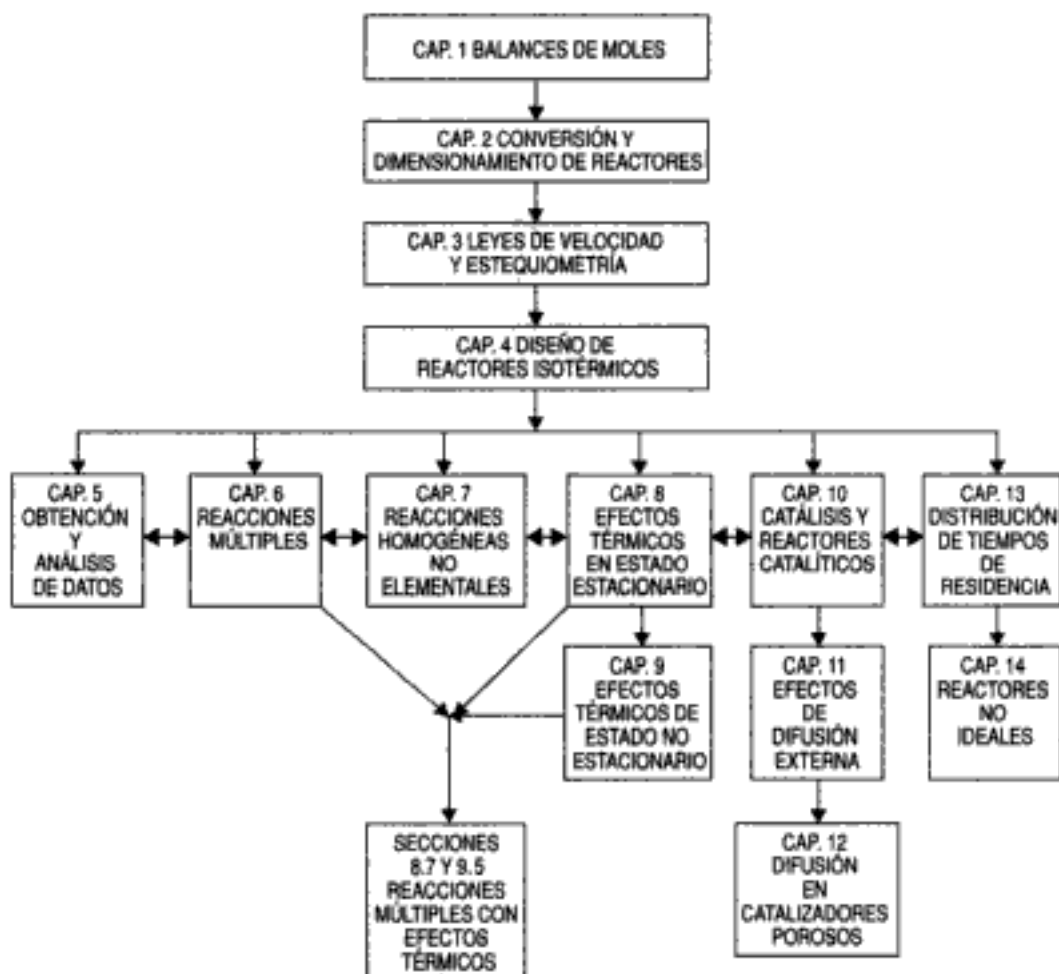 CAP. 1 BALANCES DE MOLES
CAP. 2 CONVERSIÓN Y
DIMENSIONAMIENTO DE REACTORES
CAP. 3 LEYES DE VELOCIDAD
Y ESTEQUIOMETRÍA
CAP. 4 DISEÑO DE
REACTORES ISOTÉRMICOS
CAP. 5
OBTENCIÓN
Y
ANÁLISIS
DE DATOS
CAP. 6
REACCIONES
MÚLTIPLES
CAP. 7
REACCIONES
HOMOGÉNEAS
NO
ELEMENTALES
CAP. 8
EFECTOS
TÉRMICOS
EN ESTADO
ESTACIONARIO
CAP. 10
CATÁLISIS Y
REACTORES
CATALÍTICOS
CAP. 13
DISTRIBUCIÓN
DE TIEMPOS
DE
RESIDENCIA
CAP. 9
EFECTOS
TÉRMICOS DE
ESTADO NO
ESTACIONARIO
CAP. 11
EFECTOS
DE
DIFUSIÓN
EXTERNA
CAP. 14
REACTORES
NO
IDEALES
SECCIONES
8.7 Y 9.5
REACCIONES
MÚLTIPLES CON
EFECTOS
TÉRMICOS
CAP. 12
DIFUSIÓN
EN
CATALIZADORES
POROSOS